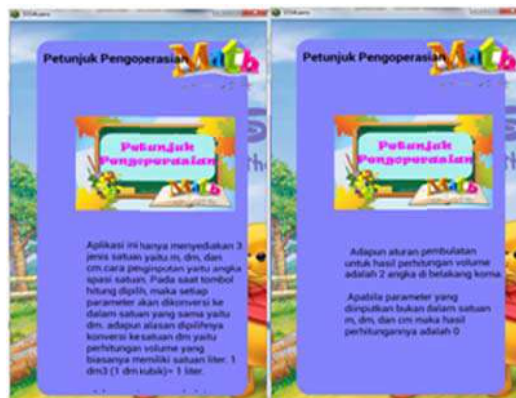 Petunjuk Pengoperasian
Math
Petunjuk
Pengoperasian
Math
Aplikasi ini hanya menyediakan 3
jenis satuan yaitu m, dm, dan
cm.cara penginputan yaitu angka
spasi satuan. Pada saat tombol
hitung dipilih, maka setiap
parameter akan dikonversi ke
dalam satuan yang sama yaitu
dm. adapun alasan dipilihnya
konversi ke satuan dm yaitu
perhitungan volume yang
biasanya memiliki satuan liter. 1
dm3 (1 dm kubik)= 1 liter.
Petunjuk Pengoperasian
Math
Petunjuk
Pengoperasian
Math
Adapun aturan pembulatan
untuk hasil perhitungan volume
adalah 2 angka di belakang koma.
Apabila parameter yang
diinputkan bukan dalam satuan
m, dm, dan cm maka hasil
perhitungannya adalah 0